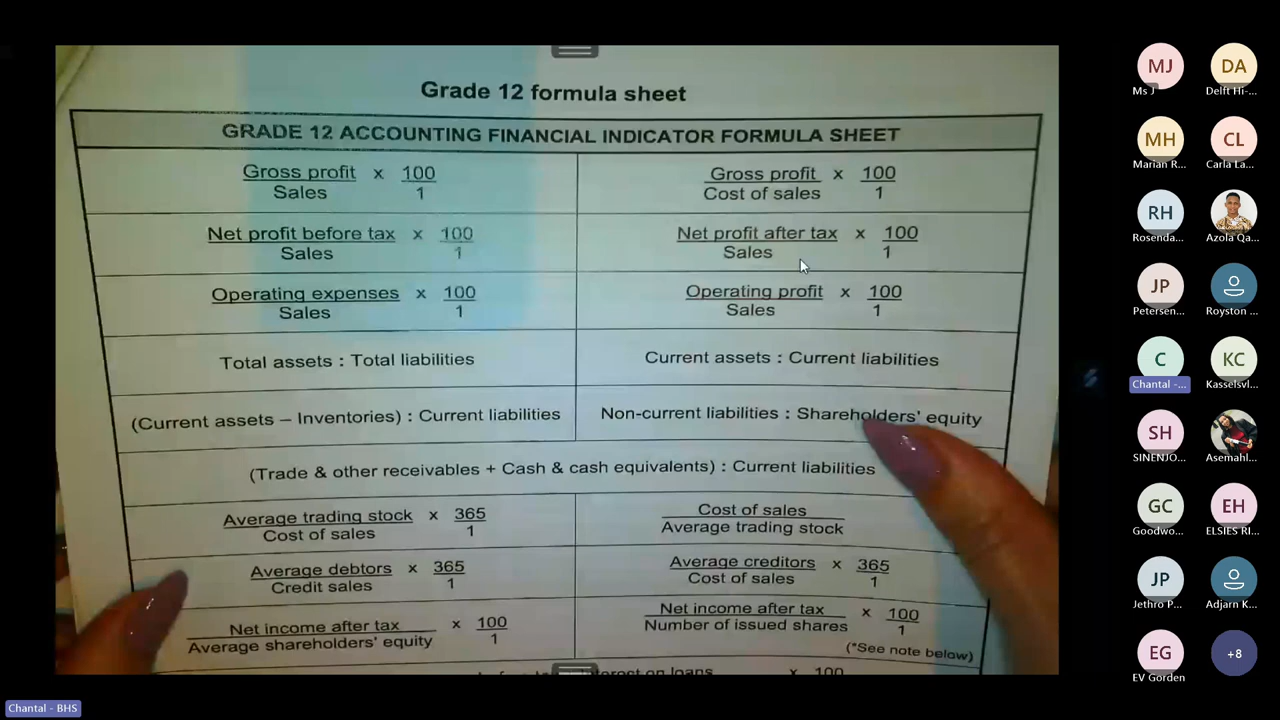 Grade 12 formula sheet
GRADE 12 ACCOUNTING FINANCIAL INDICATOR FORMULA SHEET
Gross profit x 100
Sales 1
Gross profit x 100
Cost of sales 1
Net profit before tax x 100
Sales 1
Net profit after tax x 100
Sales 1
Operating expenses x 100
Sales 1
Operating profit x 100
Sales 1
Total assets : Total liabilities
Current assets : Current liabilities
(Current assets – Inventories) : Current liabilities
Non-current liabilities : Shareholders' equity
(Trade & other receivables + Cash & cash equivalents) : Current liabilities
Average trading stock x 365
Cost of sales 1
Cost of sales
Average trading stock
Average debtors x 365
Credit sales 1
Average creditors x 365
Cost of sales 1
Net income after tax x 100
Average shareholders' equity 1
Net income after tax x 100
Number of issued shares 1
(*See note below)
on loans x 100
MJ
Ms J
DA
Delft Hi-...
MH
Marian R...
CL
Carla La...
RH
Rosenda...
Azola Qa...
JP
Petersen...
Royston ...
C
Chantal -...
KC
Kasselsvl...
SH
SINENJO...
Asemahl...
GC
Goodwo...
EH
ELSIES RI...
JP
Jethro P...
Adjarn K...
EG
EV Gorden
+8
Chantal - BHS